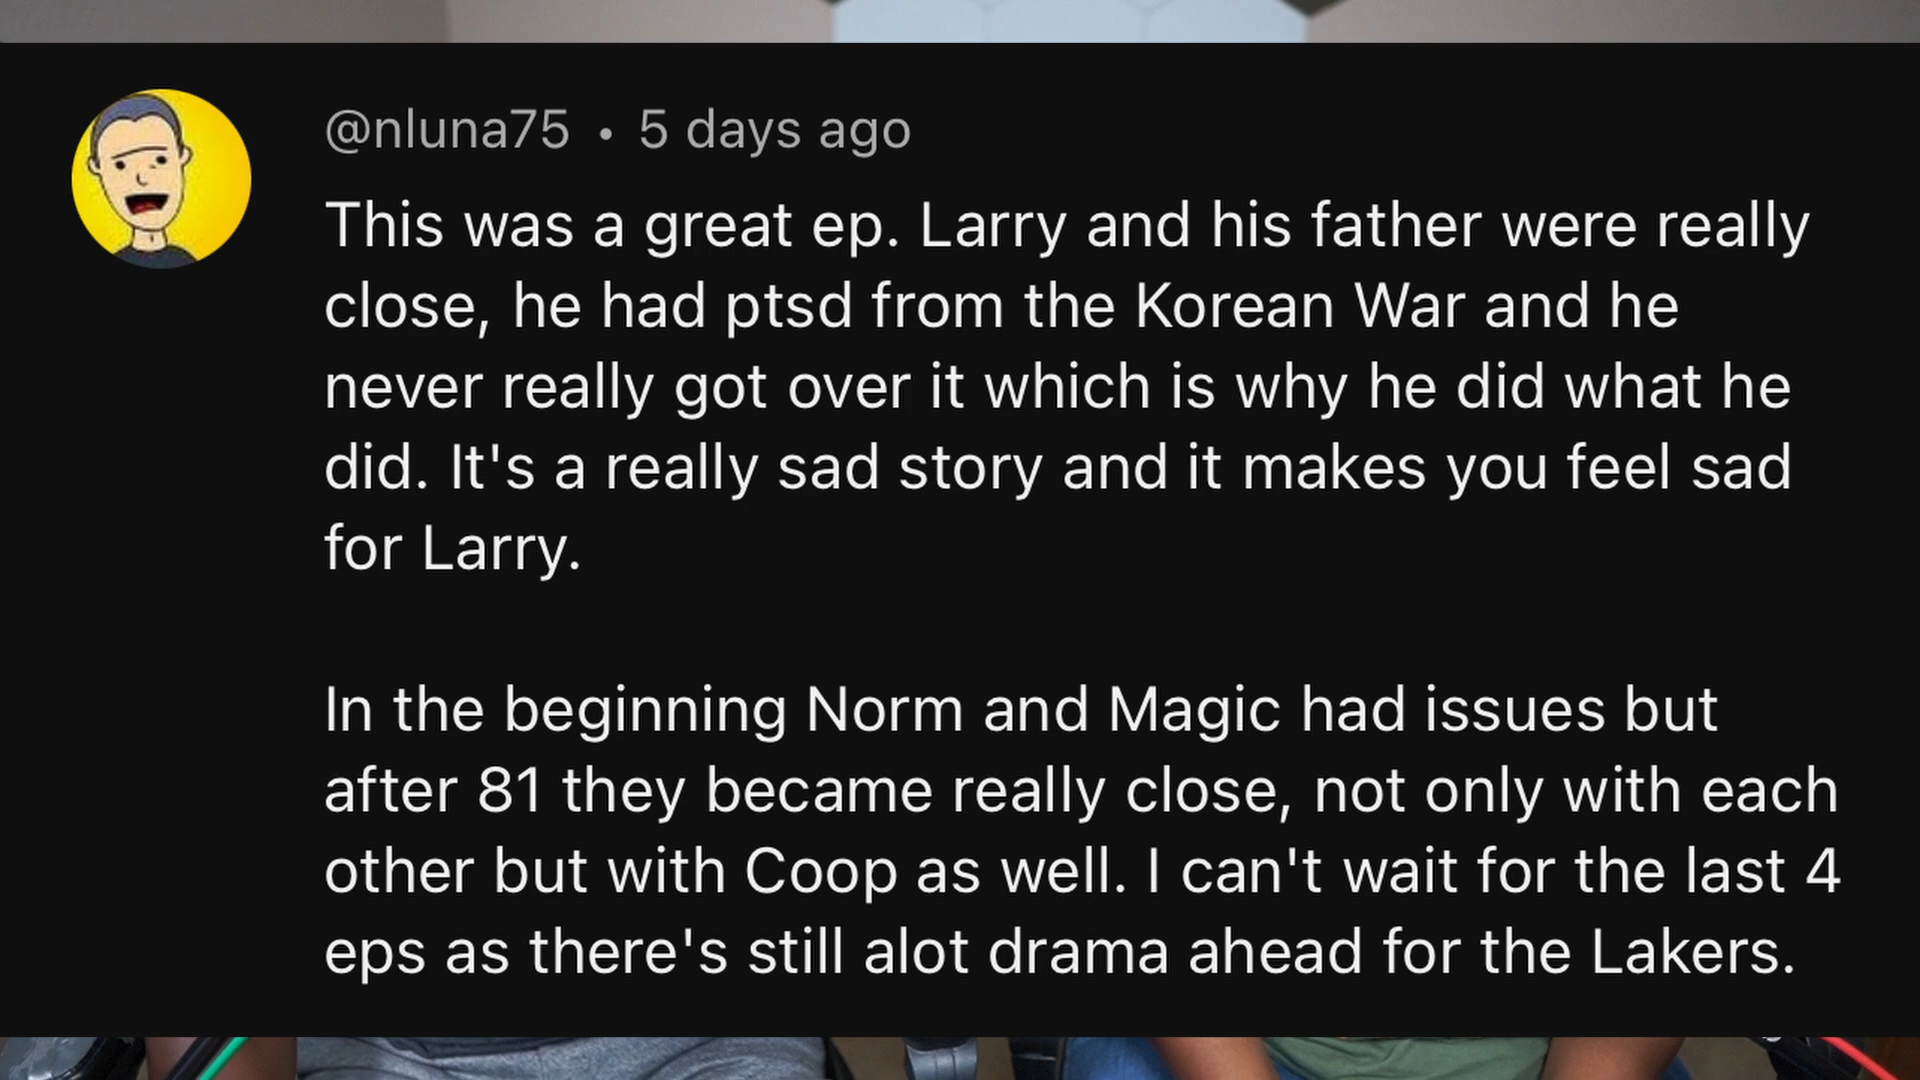 @nluna75 • 5 days ago
This was a great ep. Larry and his father were really
close, he had ptsd from the Korean War and he
never really got over it which is why he did what he
did. It's a really sad story and it makes you feel sad
for Larry.
In the beginning Norm and Magic had issues but
after 81 they became really close, not only with each
other but with Coop as well. I can't wait for the last 4
eps as there's still alot drama ahead for the Lakers.